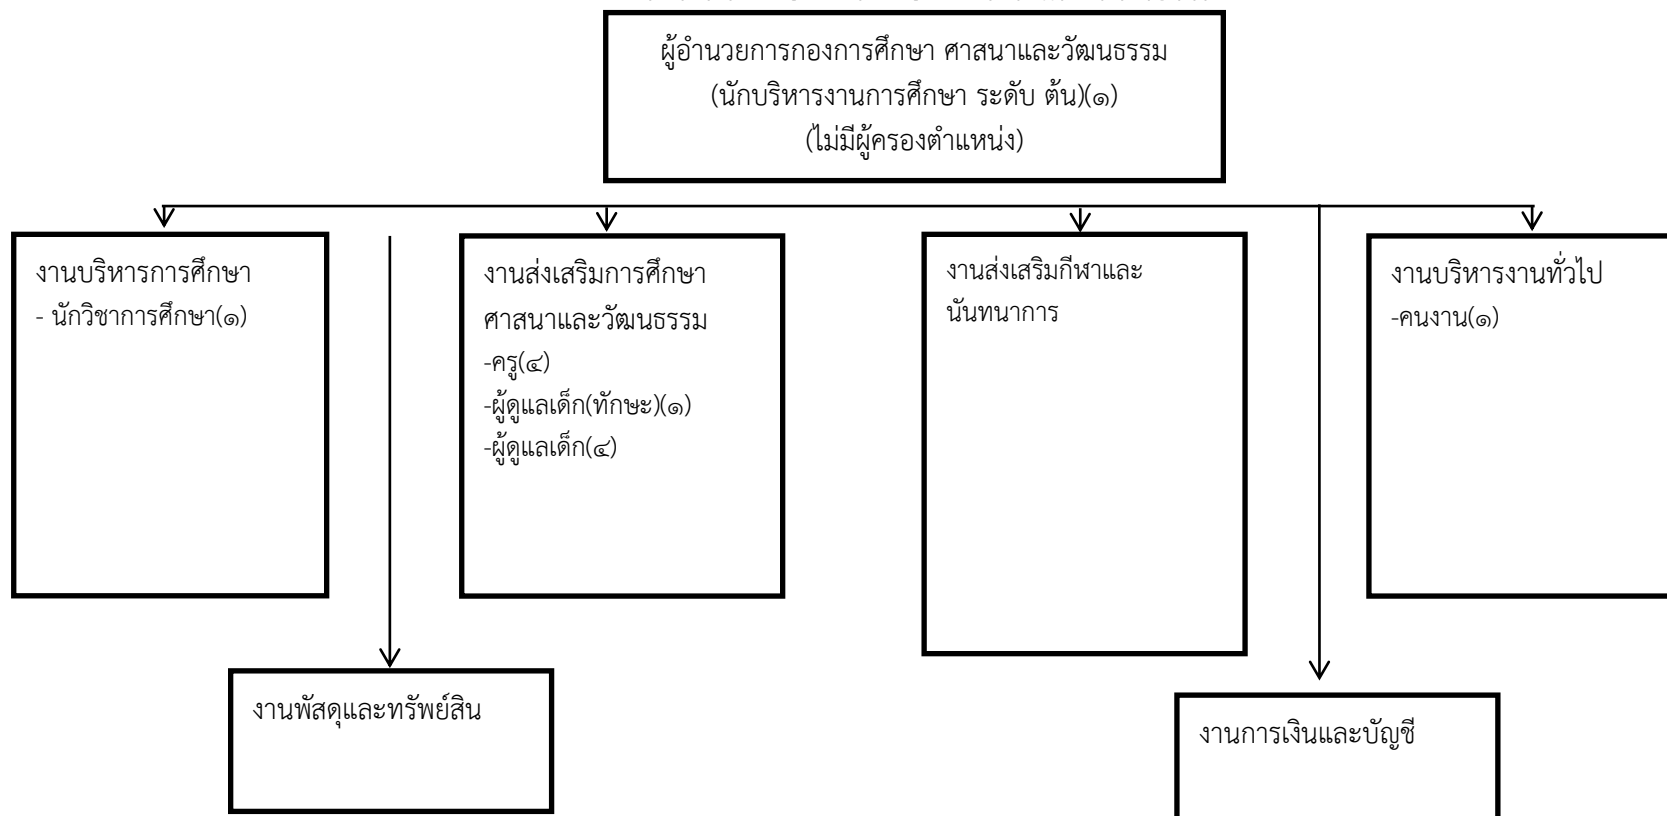 ผู้อำนวยการกองการศึกษา ศาสนาและวัฒนธรรม
(นักบริหารงานการศึกษา ระดับ ต้น)(๑)
(ไม่มีผู้ครองตำแหน่ง)
งานบริหารการศึกษา
- นักวิชาการศึกษา(๑)
งานส่งเสริมการศึกษา
ศาสนาและวัฒนธรรม
-ครู(๔)
-ผู้ดูแลเด็ก(ทักษะ)(๑)
-ผู้ดูแลเด็ก(๔)
งานส่งเสริมกีฬาและ
นันทนาการ
งานบริหารงานทั่วไป
-คนงาน(๑)
งานพัสดุและทรัพย์สิน
งานการเงินและบัญชี